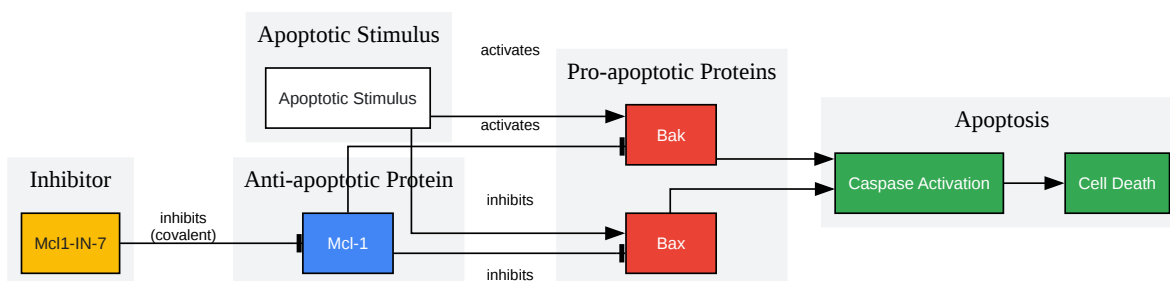 Apoptotic Stimulus
activates
Pro-apoptotic Proteins
Apoptotic Stimulus
activates
Bak
Apoptosis
Inhibitor
Anti-apoptotic Protein
Caspase Activation
Cell Death
inhibits
inhibits
(covalent)
Mcl1-IN-7
Mcl-1
Bax
inhibits